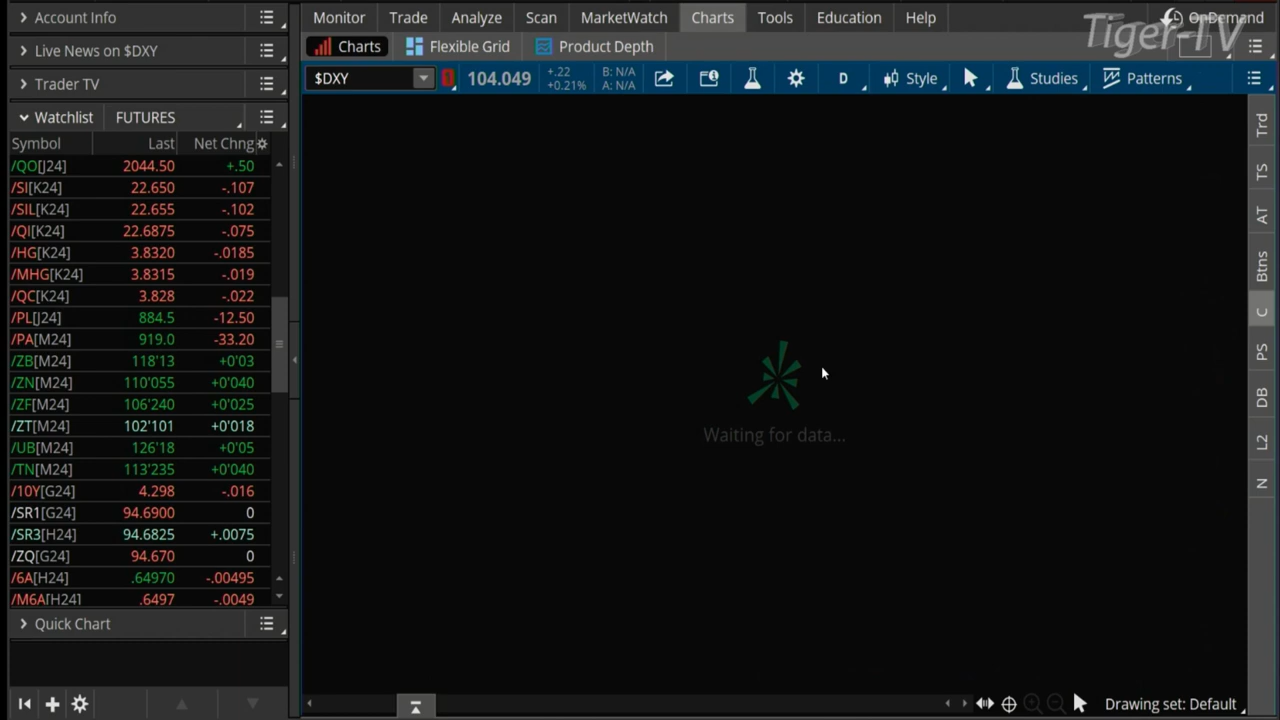 Account Info
Live News on $DXY
Trader TV
Watchlist FUTURES
Symbol Last Net Chng
/QO[J24] 2044.50 +.50
/SI[K24] 22.650 -.107
/SIL[K24] 22.655 -.102
/QI[K24] 22.6875 -.075
/HG[K24] 3.8320 -.0185
/MHG[K24] 3.8315 -.019
/QC[K24] 3.828 -.022
/PL[J24] 884.5 -12.50
/PA[M24] 919.0 -33.20
/ZB[M24] 118'13 +0'03
/ZN[M24] 110'055 +0'040
/ZF[M24] 106'240 +0'025
/ZT[M24] 102'101 +0'018
/UB[M24] 126'18 +0'05
/TN[M24] 113'235 +0'040
/10Y[G24] 4.298 -.016
/SR1[G24] 94.6900 0
/SR3[H24] 94.6825 +.0075
/ZQ[G24] 94.670 0
/6A[H24] .64970 -.00495
/M6A[H24] .6497 -.0049
Quick Chart
Monitor Trade Analyze Scan MarketWatch Charts Tools Education Help OnDemand
Tiger-TV
Charts Flexible Grid Product Depth
$DXY 104.049 +.22 +0.21% B: N/A A: N/A D Style Studies Patterns
Waiting for data...
Trd
TS
AT
Btns
C
PS
DB
L2
N
Drawing set: Default